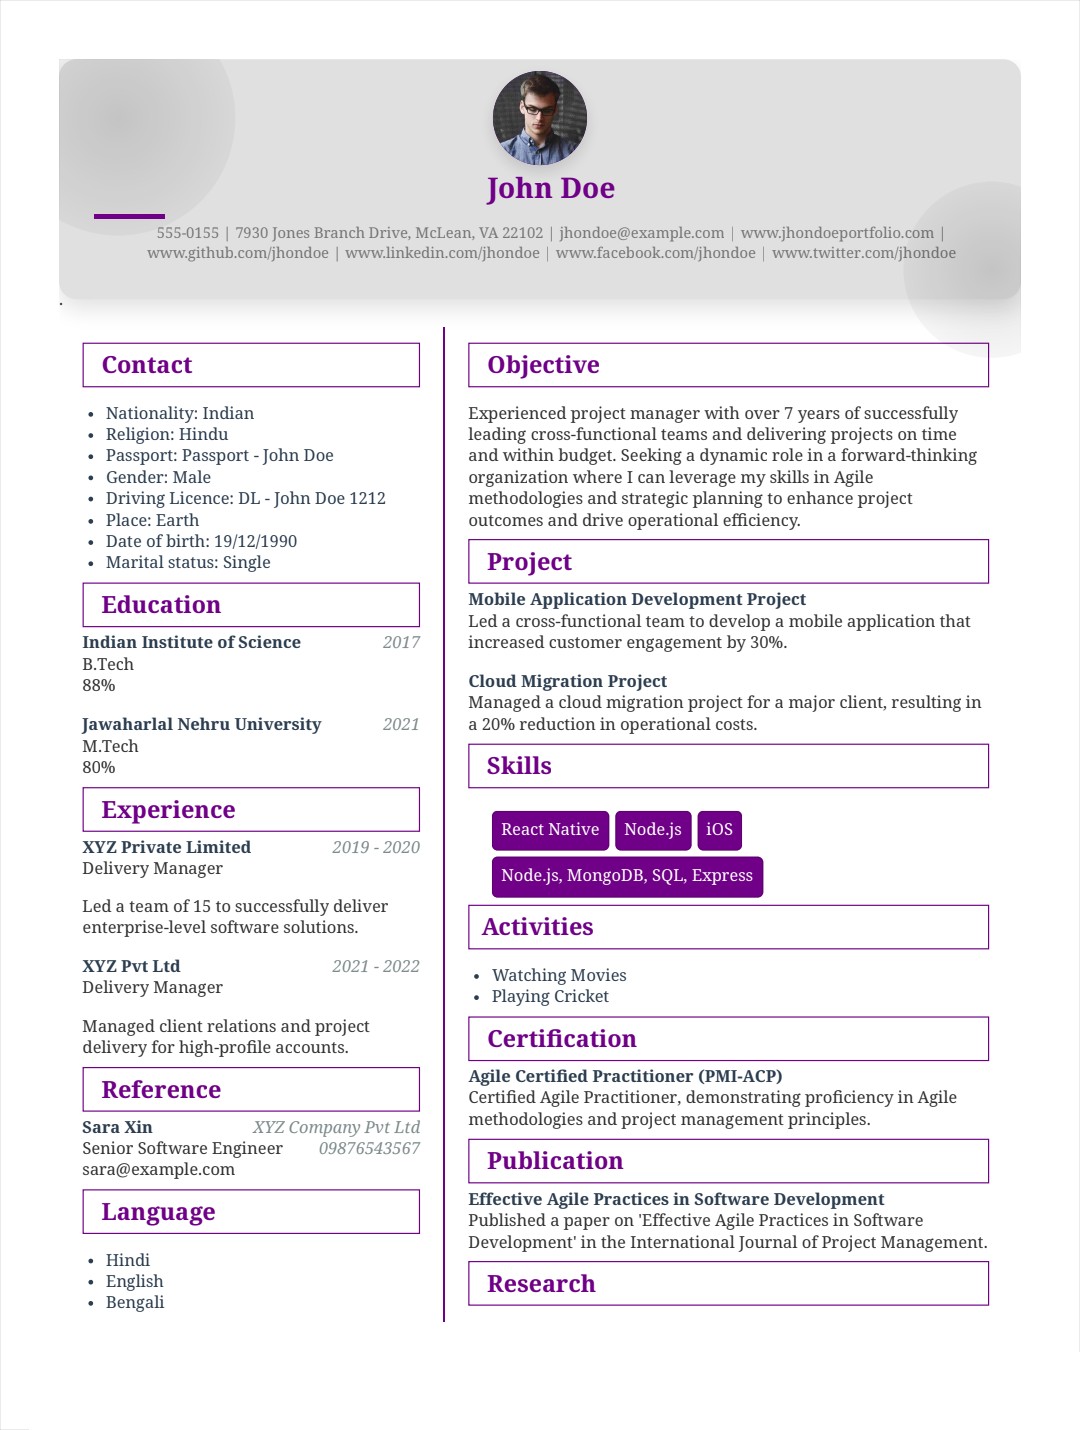 John Doe
555-0155 | 7930 Jones Branch Drive, McLean, VA 22102 | jhondoe@example.com | www.jhondoeportfolio.com |
www.github.com/jhondoe | www.linkedin.com/jhondoe | www.facebook.com/jhondoe | www.twitter.com/jhondoe
.
Contact
• Nationality: Indian
• Religion: Hindu
• Passport: Passport - John Doe
• Gender: Male
• Driving Licence: DL - John Doe 1212
• Place: Earth
• Date of birth: 19/12/1990
• Marital status: Single
Education
Indian Institute of Science 2017
B.Tech
88%
Jawaharlal Nehru University 2021
M.Tech
80%
Experience
XYZ Private Limited 2019 - 2020
Delivery Manager
Led a team of 15 to successfully deliver
enterprise-level software solutions.
XYZ Pvt Ltd 2021 - 2022
Delivery Manager
Managed client relations and project
delivery for high-profile accounts.
Reference
Sara Xin XYZ Company Pvt Ltd
Senior Software Engineer 09876543567
sara@example.com
Language
• Hindi
• English
• Bengali
Objective
Experienced project manager with over 7 years of successfully
leading cross-functional teams and delivering projects on time
and within budget. Seeking a dynamic role in a forward-thinking
organization where I can leverage my skills in Agile
methodologies and strategic planning to enhance project
outcomes and drive operational efficiency.
Project
Mobile Application Development Project
Led a cross-functional team to develop a mobile application that
increased customer engagement by 30%.
Cloud Migration Project
Managed a cloud migration project for a major client, resulting in
a 20% reduction in operational costs.
Skills
React Native Node.js iOS
Node.js, MongoDB, SQL, Express
Activities
• Watching Movies
• Playing Cricket
Certification
Agile Certified Practitioner (PMI-ACP)
Certified Agile Practitioner, demonstrating proficiency in Agile
methodologies and project management principles.
Publication
Effective Agile Practices in Software Development
Published a paper on 'Effective Agile Practices in Software
Development' in the International Journal of Project Management.
Research